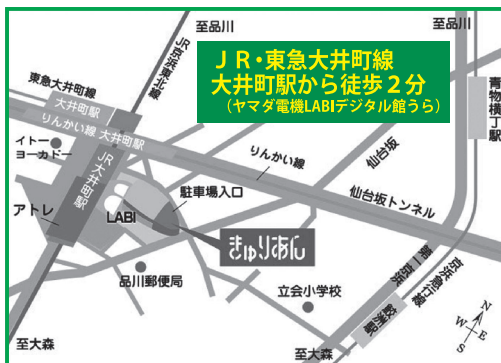 至品川
至品川
JR・東急大井町線
大井町駅から徒歩2分
(ヤマダ電機LABIデジタル館うら)
JR京浜東北線
東急大井町線
大井町駅
りんかい線 大井町駅
青物横丁駅
イトー
ヨーカドー
JR大井町駅
りんかい線
仙台坂
駐車場入口
仙台坂トンネル
アトレ
LABI
きゅりあん
品川郵便局
立会小学校
第一京浜
京浜急行線
鮫洲駅
至大森
至大森
N
W
E
S